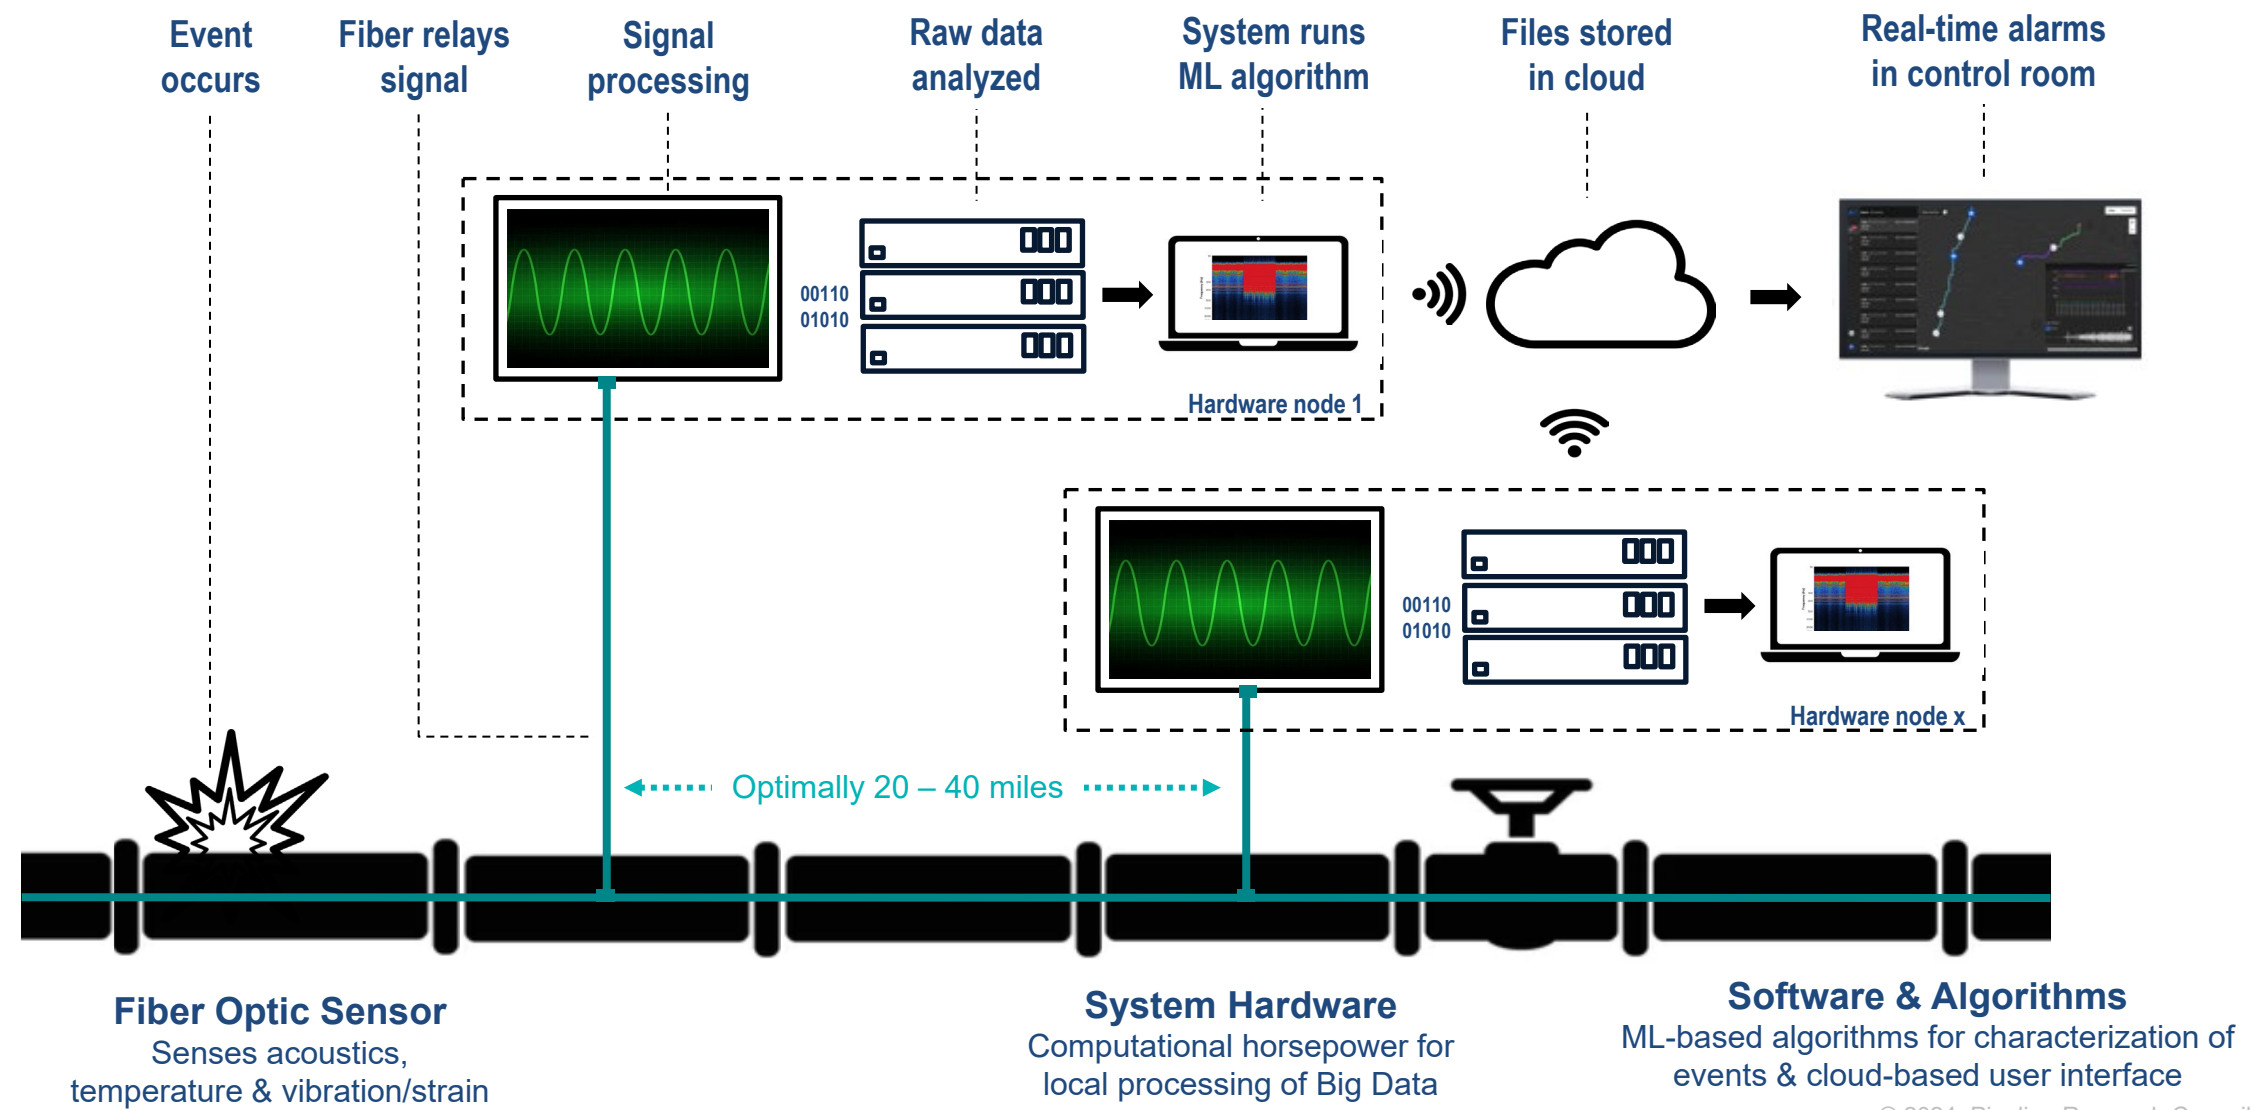 Event
occurs
Fiber relays
signal
Signal
processing
Raw data
analyzed
System runs
ML algorithm
Files stored
in cloud
Real-time alarms
in control room
00110
01010
Hardware node 1
00110
01010
Hardware node x
Optimally 20 – 40 miles
Fiber Optic Sensor
Senses acoustics,
temperature & vibration/strain
System Hardware
Computational horsepower for
local processing of Big Data
Software & Algorithms
ML-based algorithms for characterization of
events & cloud-based user interface